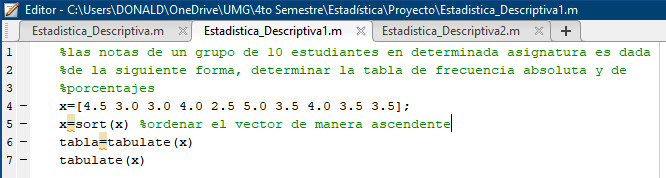 Editor - C:\Users\DONALD\OneDrive\UMG\4to Semestre\Estadística\Proyecto\Estadistica_Descriptiva1.m
Estadistica_Descriptiva.m Estadistica_Descriptiva1.m Estadistica_Descriptiva2.m
1 %las notas de un grupo de 10 estudiantes en determinada asignatura es dada
2 %de la siguiente forma, determinar la tabla de frecuencia absoluta y de
3 %porcentajes
4 - x=[4.5 3.0 3.0 4.0 2.5 5.0 3.5 4.0 3.5 3.5];
5 - x=sort(x) %ordenar el vector de manera ascendente
6 - tabla=tabulate(x)
7 - tabulate(x)